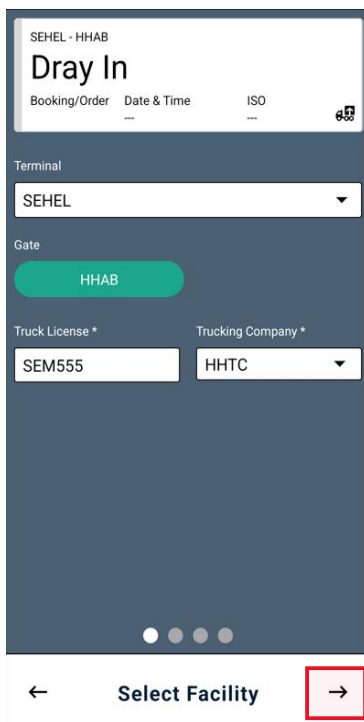 SEHEL - HHAB
Dray In
Booking/Order Date & Time ISO
--- ---
Terminal
SEHEL
Gate
HHAB
Truck License * Trucking Company *
SEM555 HHTC
Select Facility